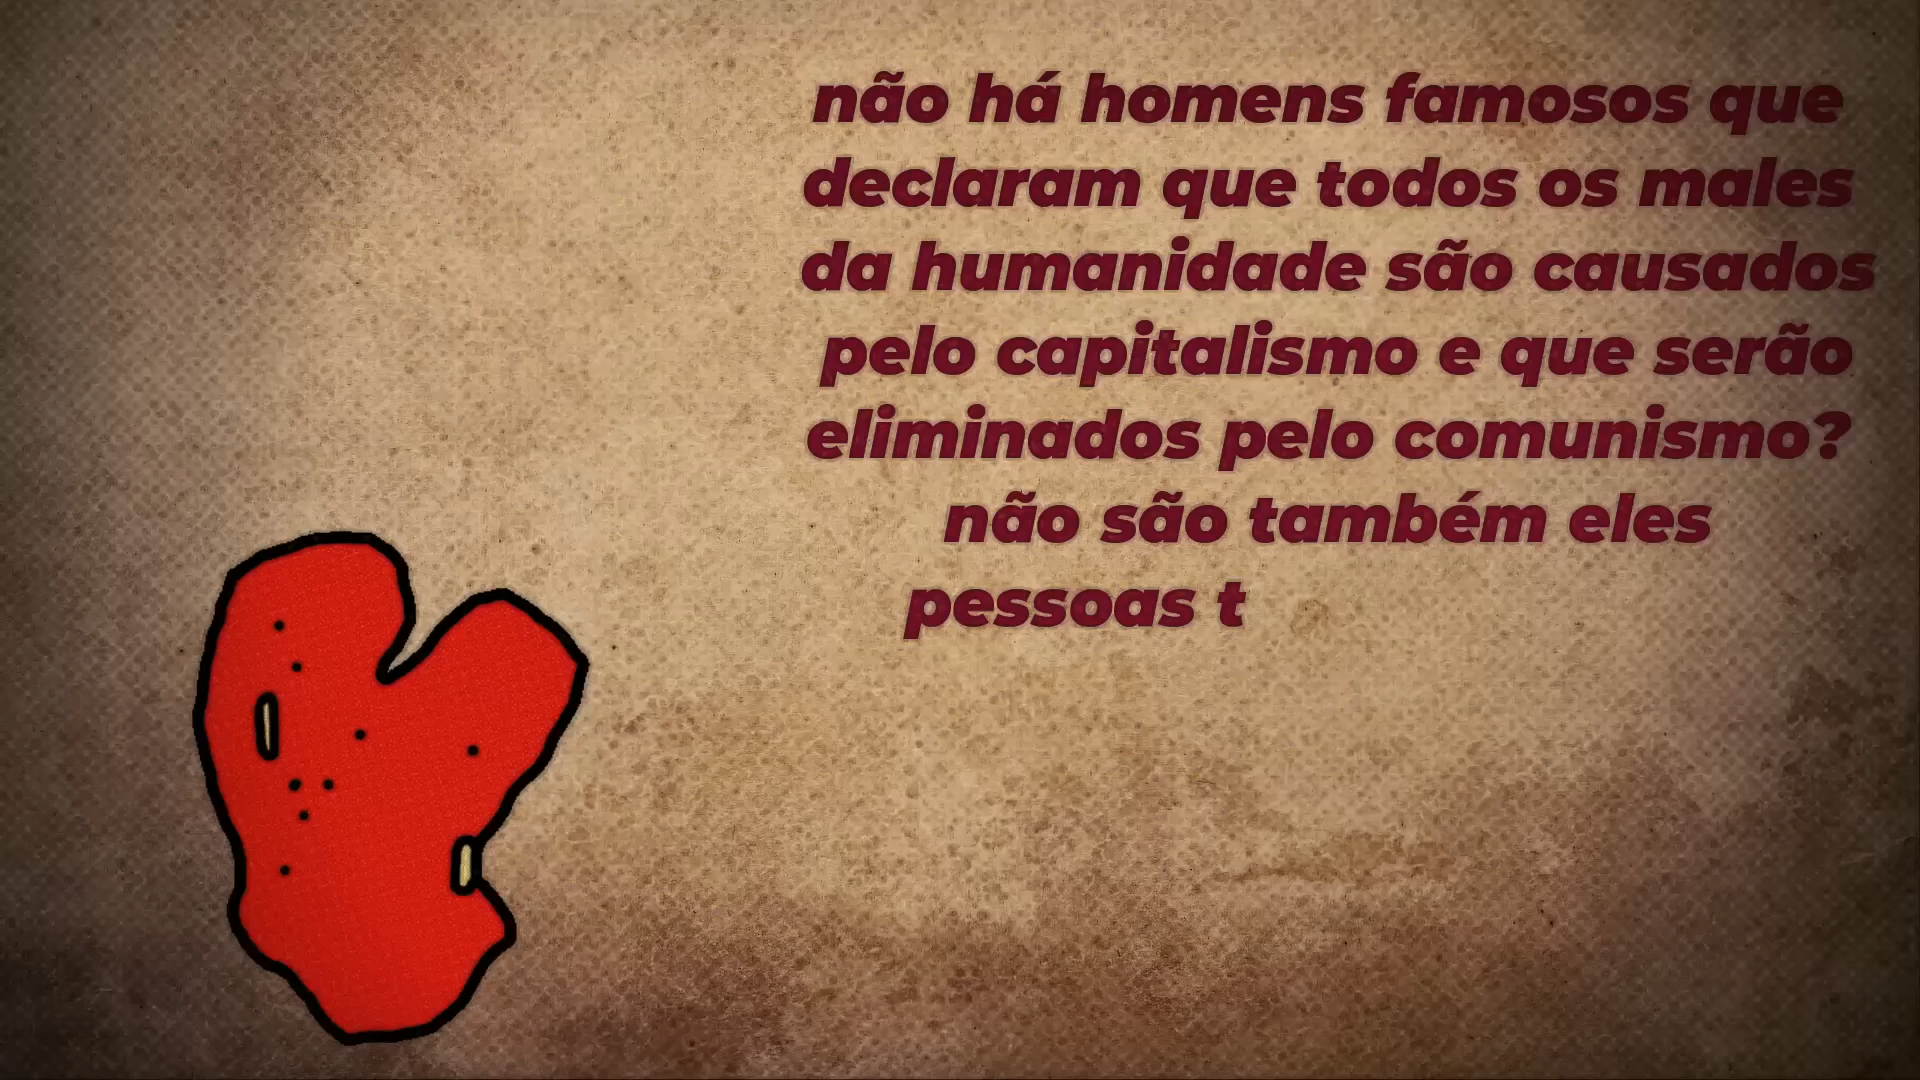 não há homens famosos que
declaram que todos os males
da humanidade são causados
pelo capitalismo e que serão
eliminados pelo comunismo?
não são também eles
pessoas t